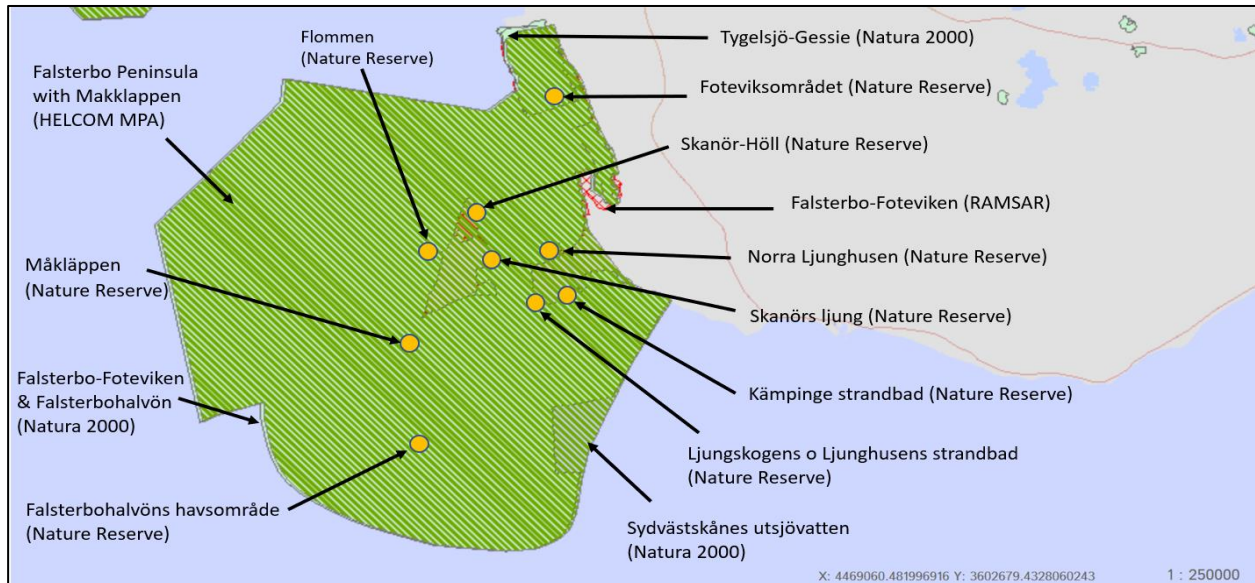 Flommen
(Nature Reserve)
Falsterbo Peninsula
with Makklappen
(HELCOM MPA)
Måkläppen
(Nature Reserve)
Falsterbo-Foteviken
& Falsterbohalvön
(Natura 2000)
Falsterbohalvöns havsområde
(Nature Reserve)
Tygelsjö-Gessie (Natura 2000)
Foteviksområdet (Nature Reserve)
Skanör-Höll (Nature Reserve)
Falsterbo-Foteviken (RAMSAR)
Norra Ljunghusen (Nature Reserve)
Skanörs ljung (Nature Reserve)
Kämpinge strandbad (Nature Reserve)
Ljungskogens o Ljunghusens strandbad
(Nature Reserve)
Sydvästskånes utsjövatten
(Natura 2000)
X: 4469060.481996916 Y: 3602679.4328060243
1 : 250000